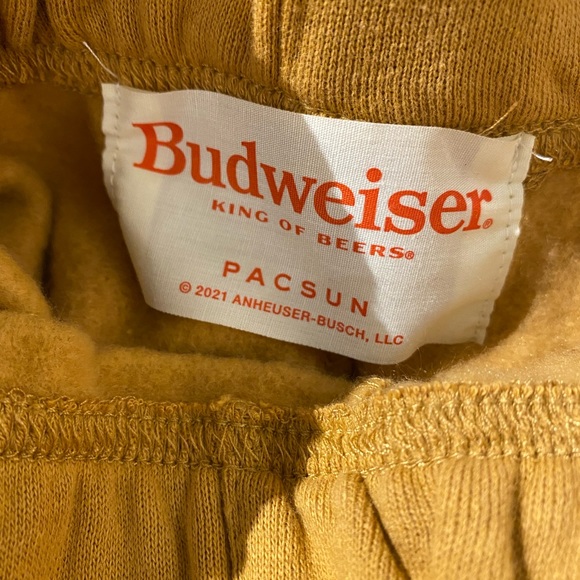 Budweiser®
KING OF BEERS®
PACSUN
© 2021 ANHEUSER-BUSCH, LLC